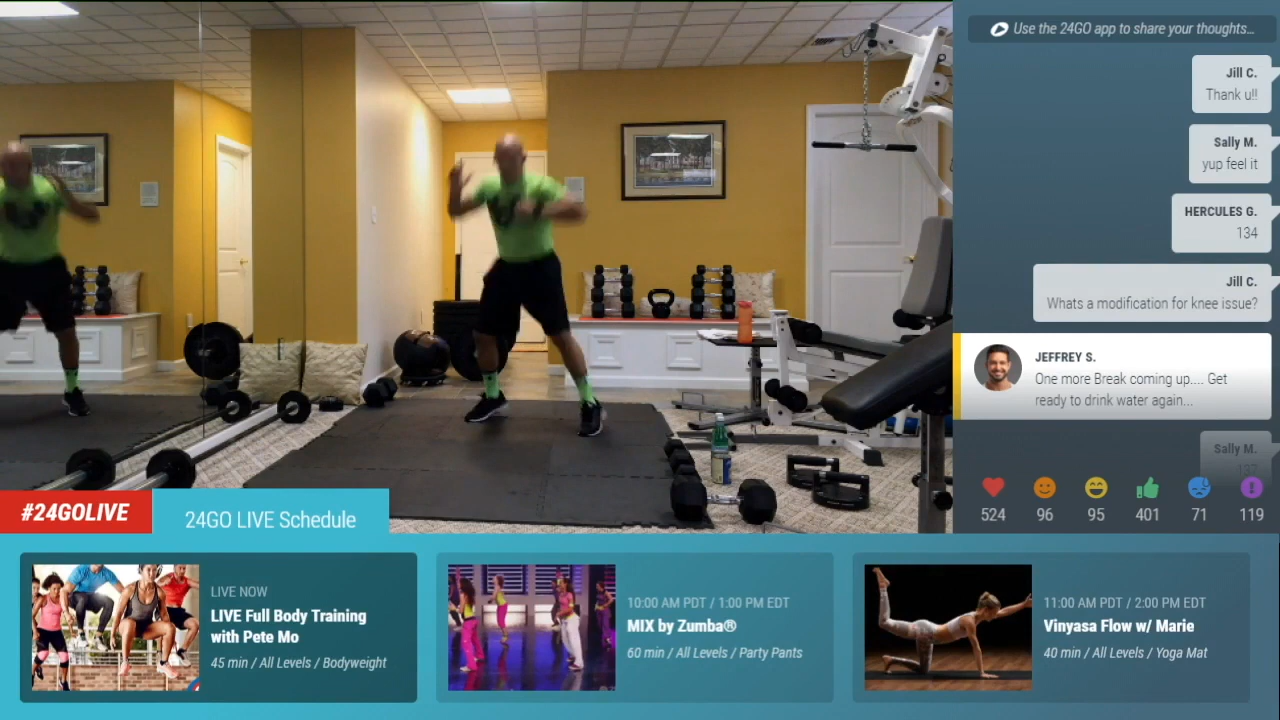 Use the 24GO app to share your thoughts...
Jill C.
Thank u!!
Sally M.
yup feel it
HERCULES G.
134
Jill C.
Whats a modification for knee issue?
JEFFREY S.
One more Break coming up.... Get
ready to drink water again...
Sally M.
137
524
96
95
401
71
119
#24GOLIVE
24GO LIVE Schedule
LIVE NOW
LIVE Full Body Training
with Pete Mo
45 min / All Levels / Bodyweight
10:00 AM PDT / 1:00 PM EDT
MIX by Zumba®
60 min / All Levels / Party Pants
11:00 AM PDT / 2:00 PM EDT
Vinyasa Flow w/ Marie
40 min / All Levels / Yoga Mat